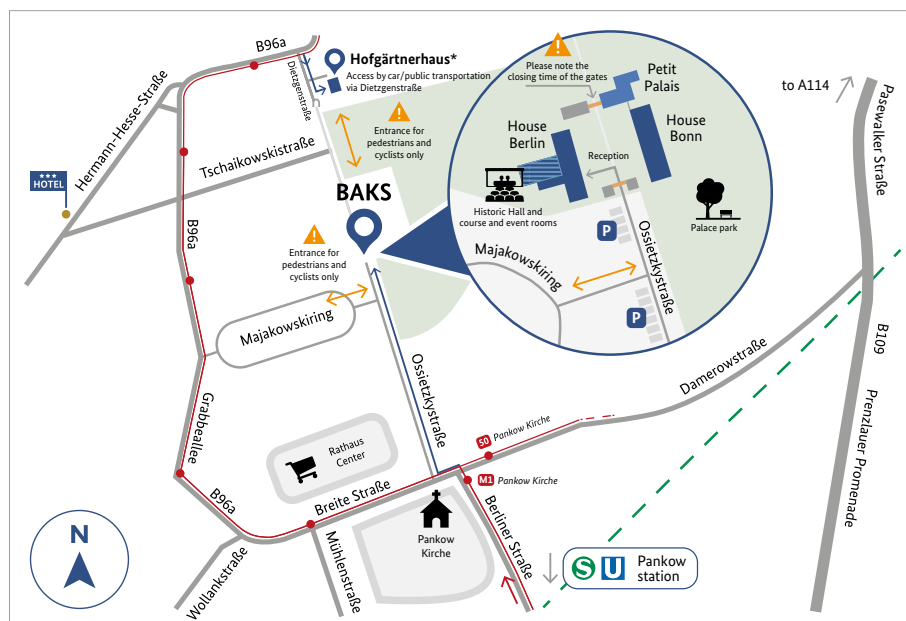 B96a
Hofgärtnerhaus*
Access by car/public transportation
via Dietzgenstraße
Dietzgenstraße
Hermann-Hesse-Straße
HOTEL
Tschaikowskistraße
Entrance for
pedestrians and
cyclists only
BAKS
B96a
Entrance for
pedestrians and
cyclists only
Majakowskiring
Please note the
closing time of the gates
Petit
Palais
House
Berlin
House
Bonn
Reception
Historic Hall and
course and event rooms
Palace park
P
Majakowskiring
Ossietzkystraße
P
to A114
Pasewalker Straße
B109
Prenzlauer Promenade
Damerowstraße
Ossietzkystraße
Grabbeallee
B96a
Rathaus
Center
Breite Straße
50 Pankow Kirche
M1 Pankow Kirche
Pankow
Kirche
Berliner Straße
Mühlenstraße
Wollankstraße
N
S U Pankow
station